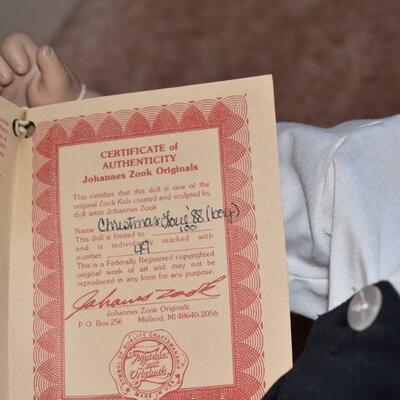 CERTIFICATE of
AUTHENTICITY
Johannes Zook Originals
This certifies that this doll is one of the
original Zook Kids created and sculpted by
doll artist Johannes Zook
Name Christmas Love '88 (boy)
This doll is limited to 100
and is individually marked with
number 49
This is a Federally Registered copyrighted
original work of art and may not be
reproduced in any form for any purpose.
Johannes Zook
Johannes Zook Originals
P.O. Box 256 Midland, MI 48640-2056
Originals